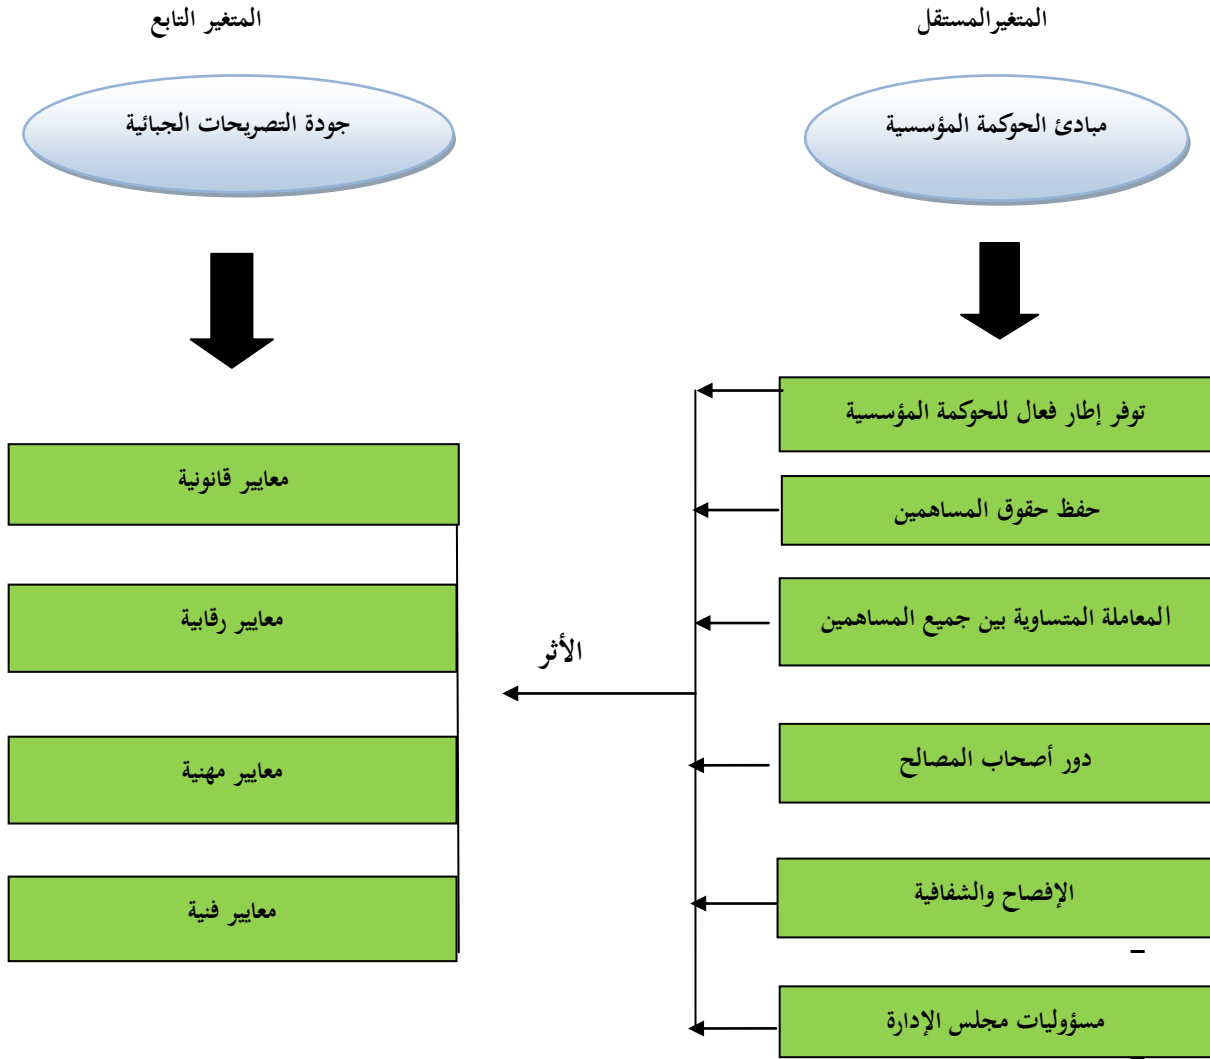 المتغيرالمستقل
المتغير التابع
مبادئ الحوكمة المؤسسية
جودة التصريحات الجبائية
توفر إطار فعال للحوكمة المؤسسية
حفظ حقوق المساهمين
المعاملة المتساوية بين جميع المساهمين
دور أصحاب المصالح
الإفصاح والشفافية
مسؤوليات مجلس الإدارة
الأثر
معايير قانونية
معايير رقابية
معايير مهنية
معايير فنية